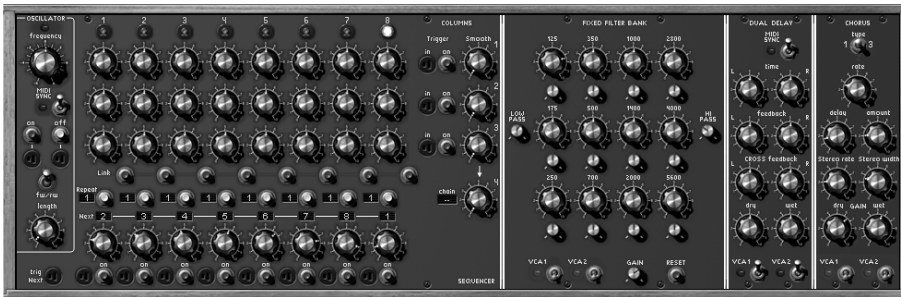 OSCILLATOR
1 2 3 4 5 6 7 8
COLUMNS
FIXED FILTER BANK
DUAL DELAY
CHORUS
frequency
Trigger
Smooth
in on
1
125 350 1000 2800
MIDI SYNC
type
1 3
time
L R
rate
MIDI SYNC
on off
in on
2
175 500 1400 4000
LOW PASS
HI PASS
feedback
L R
delay amount
in on
3
CROSS feedback
L R
Stereo rate Stereo width
Link
fw/rw
250 700 2000 5600
Repeat 1 1 1 1 1 1 1 1
chain --
4
length
Next 2 3 4 5 6 7 8 1
dry wet
dry GAIN wet
trig Next
on on on on on on on on
SEQUENCER
VCA1 VCA2 GAIN RESET
VCA1 VCA2
VCA1 VCA2